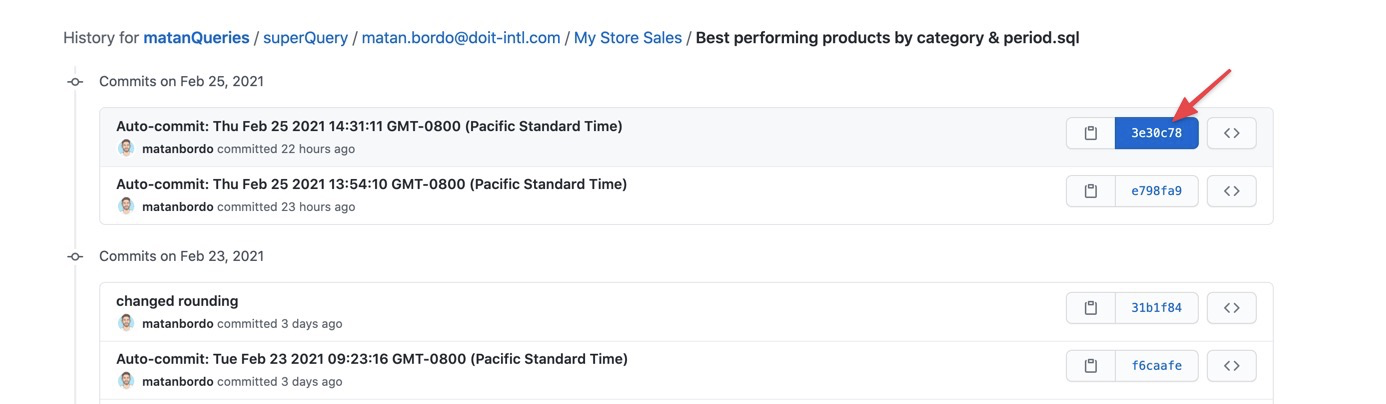 History for matanQueries / superQuery / matan.bordo@doit-intl.com / My Store Sales / Best performing products by category & period.sql
Commits on Feb 25, 2021
Auto-commit: Thu Feb 25 2021 14:31:11 GMT-0800 (Pacific Standard Time)
3e30c78
matanbordo committed 22 hours ago
Auto-commit: Thu Feb 25 2021 13:54:10 GMT-0800 (Pacific Standard Time)
e798fa9
matanbordo committed 23 hours ago
Commits on Feb 23, 2021
changed rounding
31b1f84
matanbordo committed 3 days ago
Auto-commit: Tue Feb 23 2021 09:23:16 GMT-0800 (Pacific Standard Time)
f6caafe
matanbordo committed 3 days ago